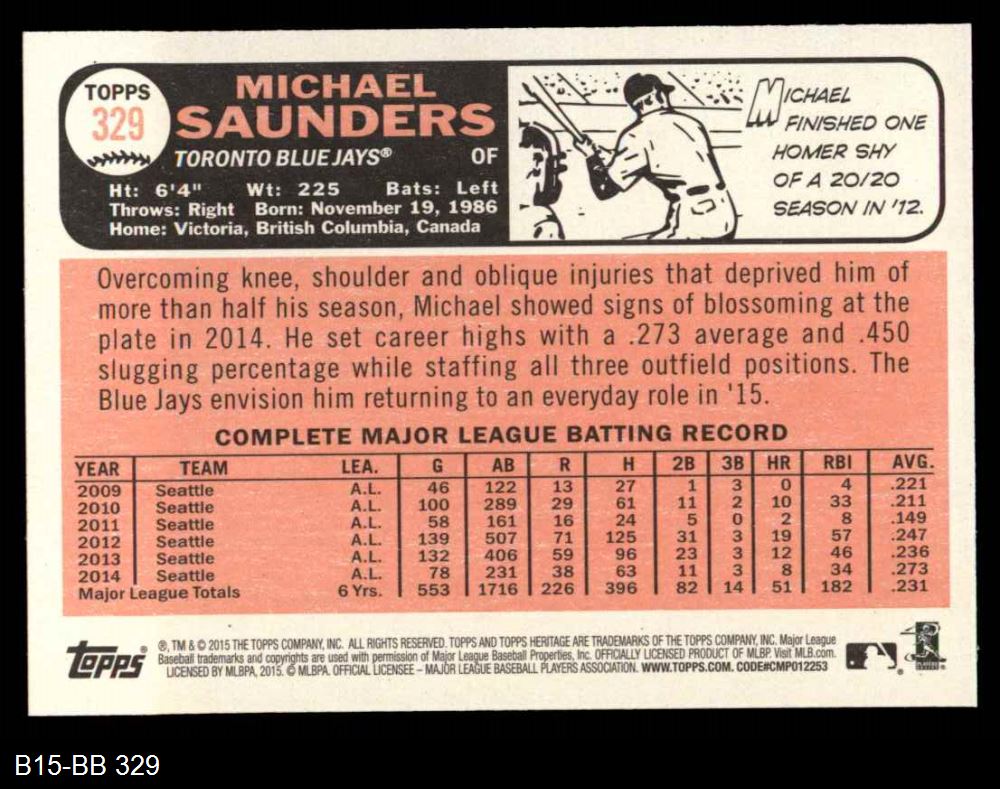 TOPPS
329
MICHAEL
SAUNDERS
TORONTO BLUE JAYS® OF
Ht: 6'4" Wt: 225 Bats: Left
Throws: Right Born: November 19, 1986
Home: Victoria, British Columbia, Canada
MICHAEL
FINISHED ONE
HOMER SHY
OF A 20/20
SEASON IN '12.
Overcoming knee, shoulder and oblique injuries that deprived him of
more than half his season, Michael showed signs of blossoming at the
plate in 2014. He set career highs with a .273 average and .450
slugging percentage while staffing all three outfield positions. The
Blue Jays envision him returning to an everyday role in '15.
COMPLETE MAJOR LEAGUE BATTING RECORD
YEAR TEAM LEA. G AB R H 2B 3B HR RBI AVG.
2009 Seattle A.L. 46 122 13 27 1 3 0 4 .221
2010 Seattle A.L. 100 289 29 61 11 2 10 33 .211
2011 Seattle A.L. 58 161 16 24 5 0 2 8 .149
2012 Seattle A.L. 139 507 71 125 31 3 19 57 .247
2013 Seattle A.L. 132 406 59 96 23 3 12 46 .236
2014 Seattle A.L. 78 231 38 63 11 3 8 34 .273
Major League Totals 6 Yrs. 553 1716 226 396 82 14 51 182 .231
topps
®, TM & © 2015 THE TOPPS COMPANY, INC. ALL RIGHTS RESERVED. TOPPS AND TOPPS HERITAGE ARE TRADEMARKS OF THE TOPPS COMPANY, INC. Major League
Baseball trademarks and copyrights are used with permission of Major League Baseball Properties, Inc. OFFICIALLY LICENSED PRODUCT OF MLBP. Visit MLB.com.
LICENSED BY MLBPA, 2015. © MLBPA. OFFICIAL LICENSEE – MAJOR LEAGUE BASEBALL PLAYERS ASSOCIATION. WWW.TOPPS.COM. CODE#CMP012253
B15-BB 329